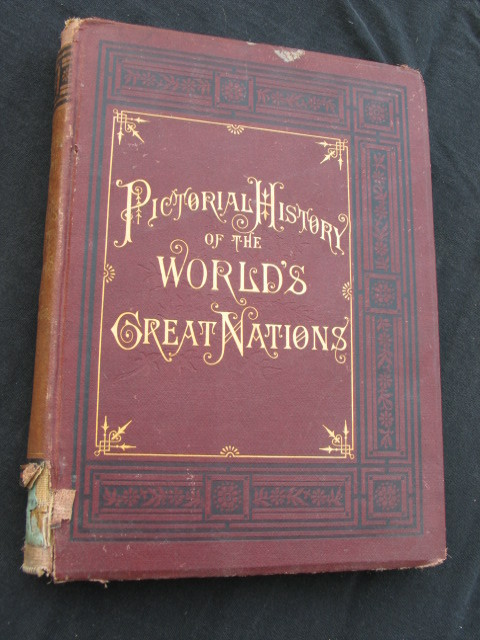 PICTORIAL HISTORY
OF THE
WORLD'S
GREAT NATIONS